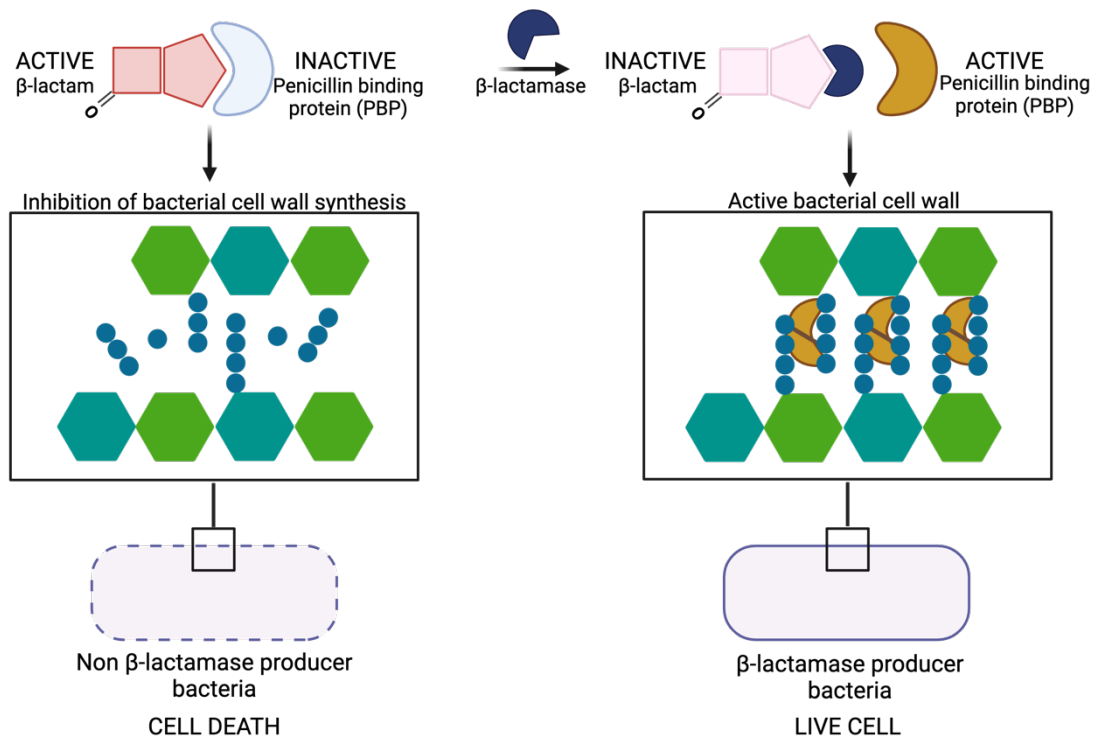 ACTIVE
β-lactam
O
INACTIVE
Penicillin binding
protein (PBP)
β-lactamase
INACTIVE
β-lactam
O
ACTIVE
Penicillin binding
protein (PBP)
Inhibition of bacterial cell wall synthesis
Active bacterial cell wall
Non β-lactamase producer
bacteria
CELL DEATH
β-lactamase producer
bacteria
LIVE CELL